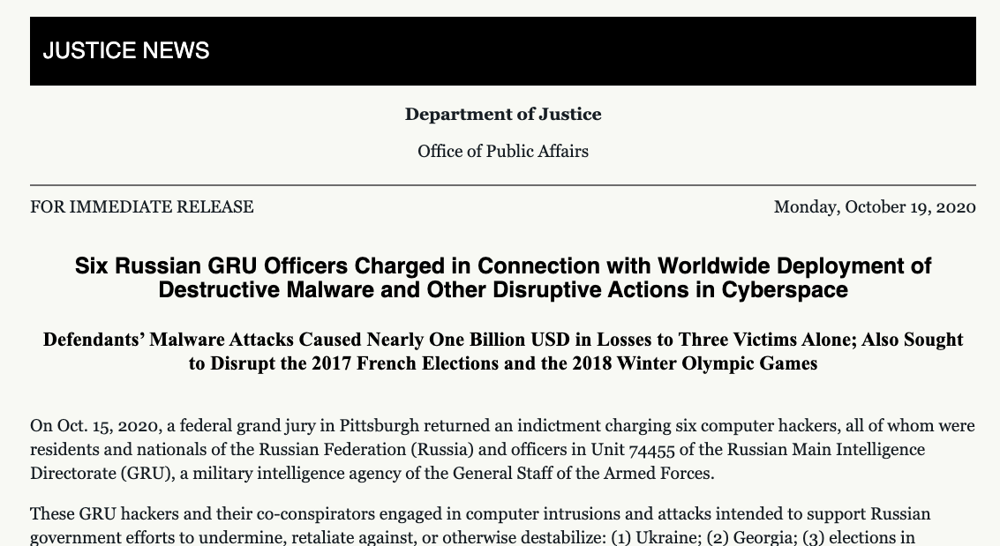 JUSTICE NEWS
Department of Justice
Office of Public Affairs
FOR IMMEDIATE RELEASE
Monday, October 19, 2020
Six Russian GRU Officers Charged in Connection with Worldwide Deployment of
Destructive Malware and Other Disruptive Actions in Cyberspace
Defendants’ Malware Attacks Caused Nearly One Billion USD in Losses to Three Victims Alone; Also Sought
to Disrupt the 2017 French Elections and the 2018 Winter Olympic Games
On Oct. 15, 2020, a federal grand jury in Pittsburgh returned an indictment charging six computer hackers, all of whom were
residents and nationals of the Russian Federation (Russia) and officers in Unit 74455 of the Russian Main Intelligence
Directorate (GRU), a military intelligence agency of the General Staff of the Armed Forces.
These GRU hackers and their co-conspirators engaged in computer intrusions and attacks intended to support Russian
government efforts to undermine, retaliate against, or otherwise destabilize: (1) Ukraine; (2) Georgia; (3) elections in